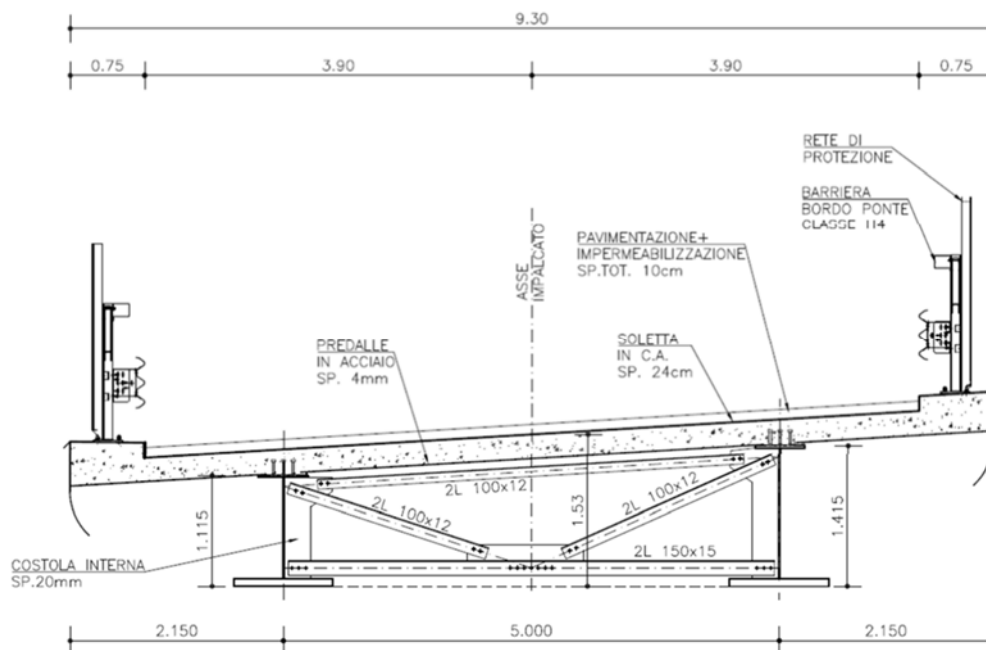 9.30
0.75
3.90
3.90
0.75
RETE DI
PROTEZIONE
BARRIERA
BORDO PONTE
CLASSE H4
ASSE
IMPALCATO
PAVIMENTAZIONE+
IMPERMEABILIZZAZIONE
SP.TOT. 10cm
PREDALLE
IN ACCIAIO
SP. 4mm
SOLETTA
IN C.A.
SP. 24cm
2L 100x12
2L 100x12
2L 100x12
1.115
1.53
1.415
2L 150x15
COSTOLA INTERNA
SP.20mm
2.150
5.000
2.150